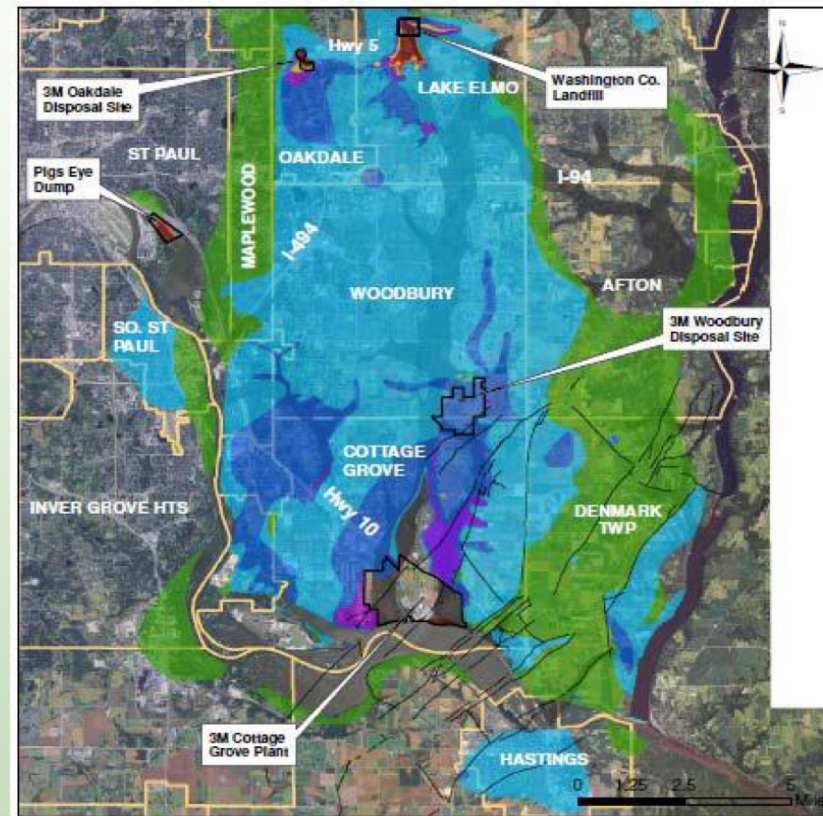 Hwy 5
3M Oakdale
Disposal Site
LAKE ELMO
Washington Co.
Landfill
ST PAUL
OAKDALE
Pigs Eye
Dump
MAPLEWOOD
I-94
I-494
WOODBURY
AFTON
SO. ST
PAUL
3M Woodbury
Disposal Site
COTTAGE
GROVE
INVER GROVE HTS
Hwy 10
DENMARK
TWP
3M Cottage
Grove Plant
HASTINGS
0 1.25 2.5 5
Miles